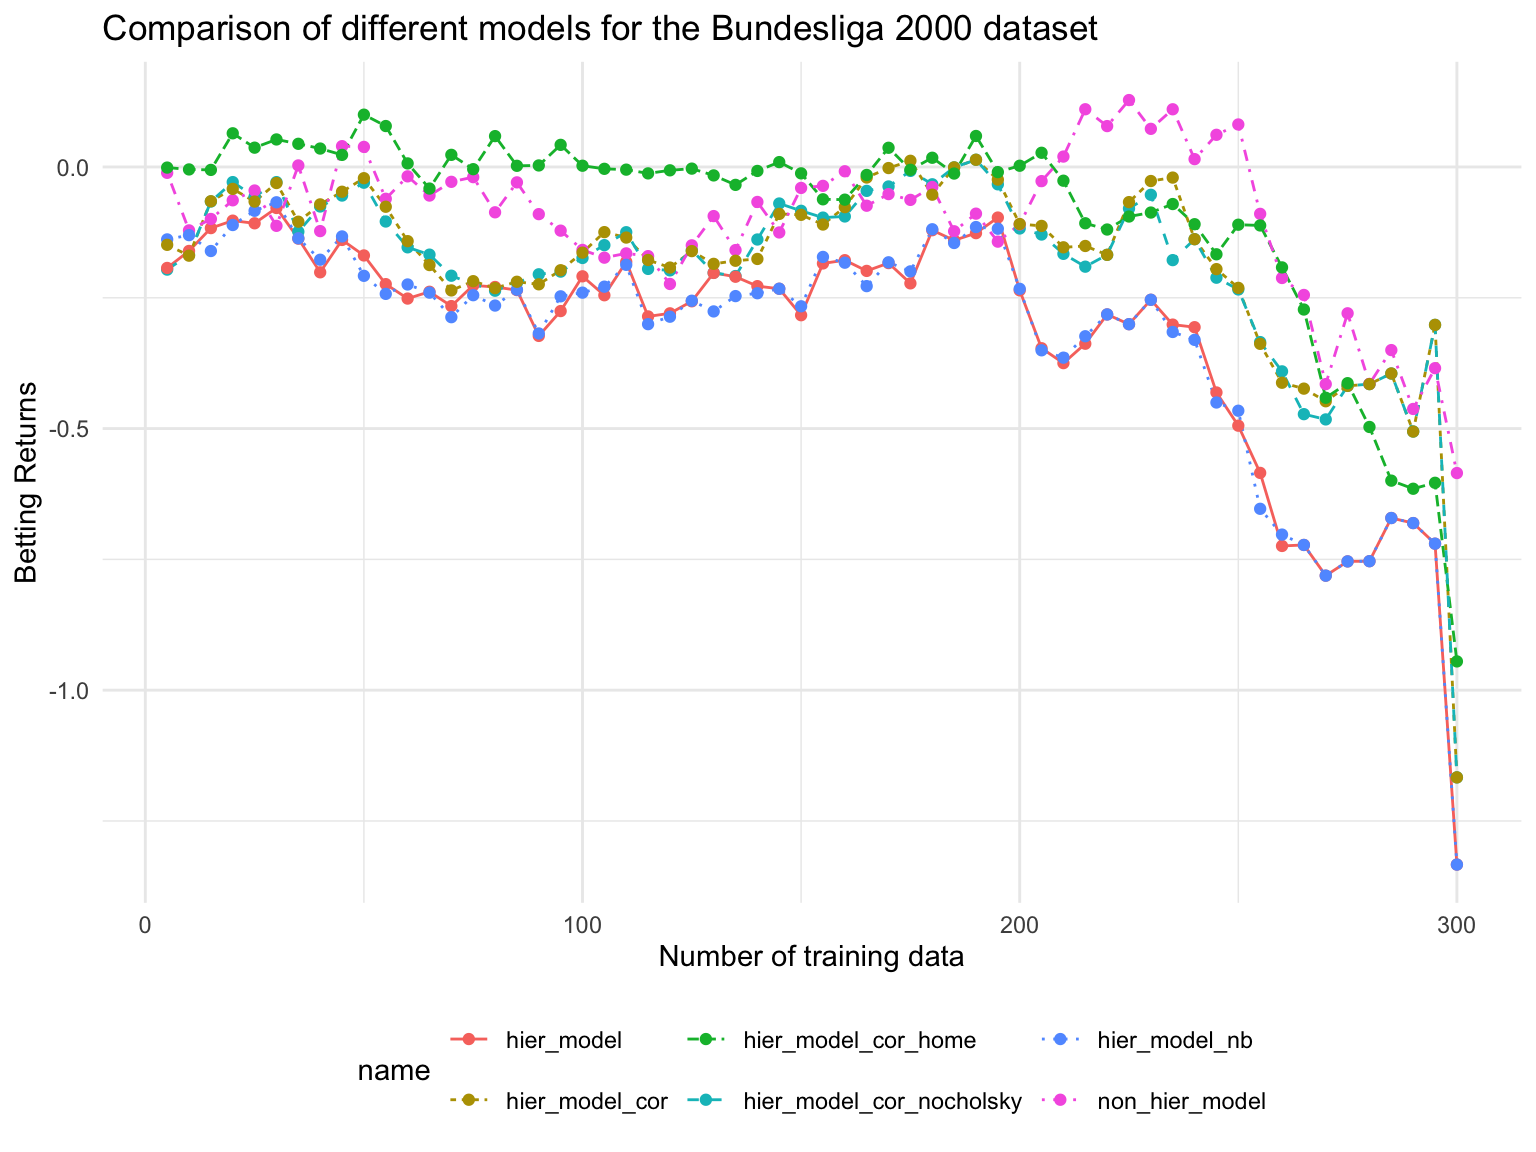 Comparison of different models for the Bundesliga 2000 dataset
Betting Returns
0.0
-0.5
-1.0
0 100 200 300
Number of training data
name
hier_model hier_model_cor_home hier_model_nb
hier_model_cor hier_model_cor_nocholsky non_hier_model